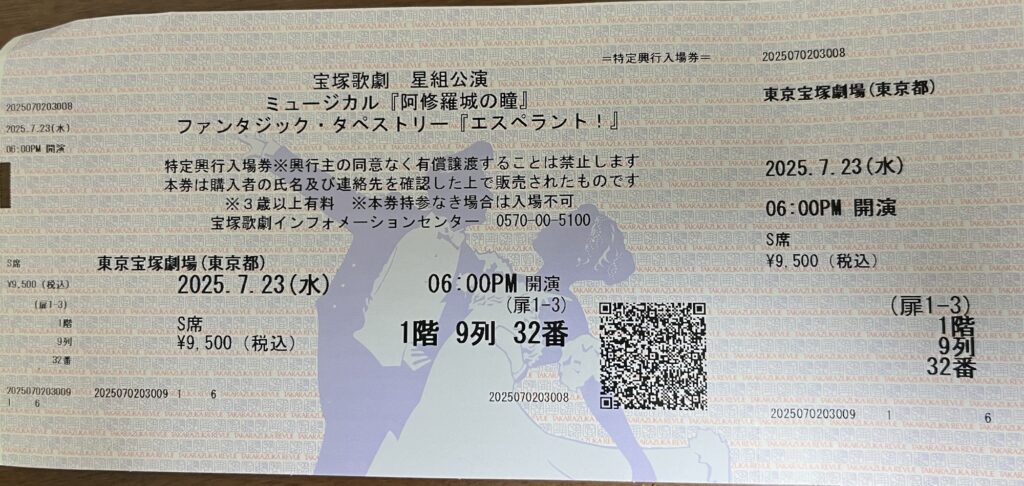 2025070203008
2025.7.23(水)
06:00PM 開演
S席
¥9,500(税込)
(扉1-3)
1階
9列
32番
2025070203009
1 6
宝塚歌劇 星組公演
ミュージカル『阿修羅城の瞳』
ファンタジック・タペストリー『エスペラント!』
特定興行入場券※興行主の同意なく有償譲渡することは禁止します
本券は購入者の氏名及び連絡先を確認した上で販売されたものです
※3歳以上有料 ※本券持参なき場合は入場不可
宝塚歌劇インフォメーションセンター 0570-00-5100
東京宝塚劇場(東京都)
2025.7.23(水) 06:00PM 開演
(扉1-3)
S席 1階 9列 32番
¥9,500(税込)
2025070203009 1 6
2025070203008
=特定興行入場券= 2025070203008
東京宝塚劇場(東京都)
2025.7.23(水)
06:00PM 開演
S席
¥9,500(税込)
(扉1-3)
1階
9列
32番
2025070203009 1 6
TAKARAZUKA REVUE